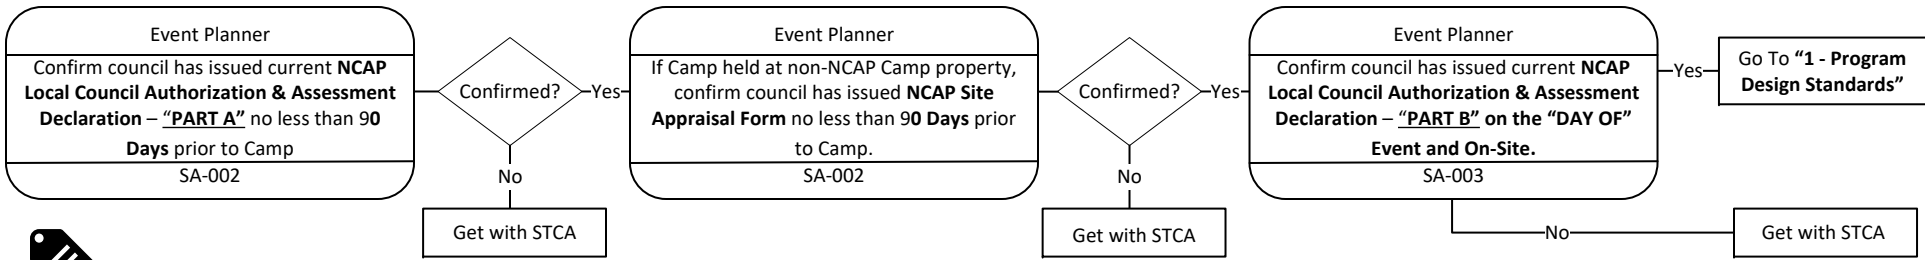 Event Planner
Confirm council has issued current NCAP
Local Council Authorization & Assessment
Declaration – “PART A” no less than 90
Days prior to Camp
SA-002
Confirmed?
Yes
No
Get with STCA
Event Planner
If Camp held at non-NCAP Camp property,
confirm council has issued NCAP Site
Appraisal Form no less than 90 Days prior
to Camp.
SA-002
Confirmed?
Yes
No
Get with STCA
Event Planner
Confirm council has issued current NCAP
Local Council Authorization & Assessment
Declaration – “PART B” on the “DAY OF”
Event and On-Site.
SA-003
Yes
Go To “1 - Program
Design Standards”
No
Get with STCA